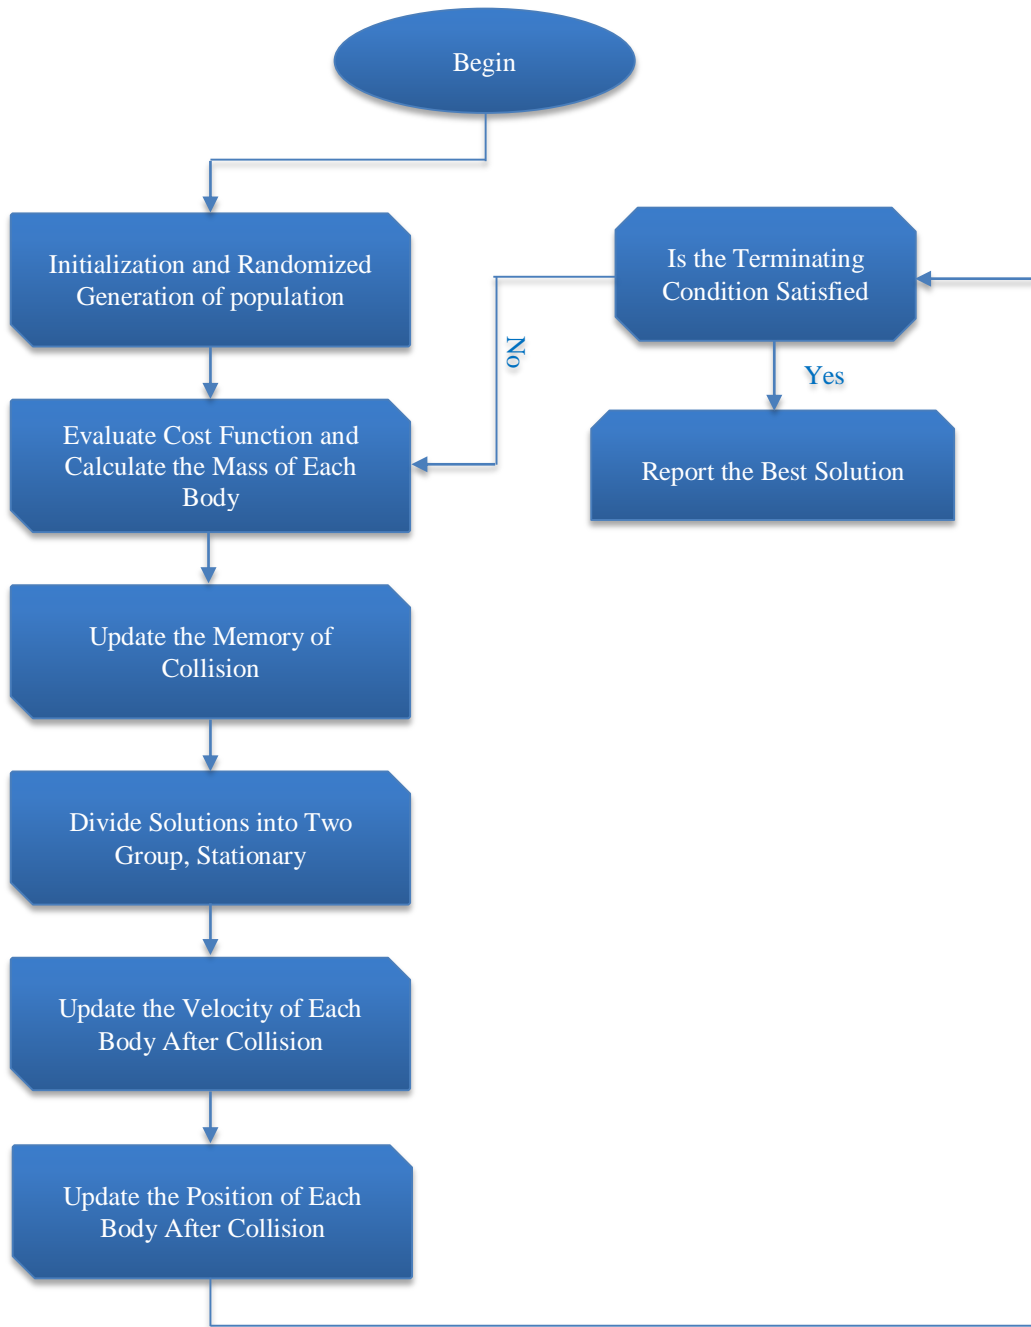 Begin
Initialization and Randomized
Generation of population
Evaluate Cost Function and
Calculate the Mass of Each
Body
Update the Memory of
Collision
Divide Solutions into Two
Group, Stationary
Update the Velocity of Each
Body After Collision
Update the Position of Each
Body After Collision
Is the Terminating
Condition Satisfied
No
Yes
Report the Best Solution